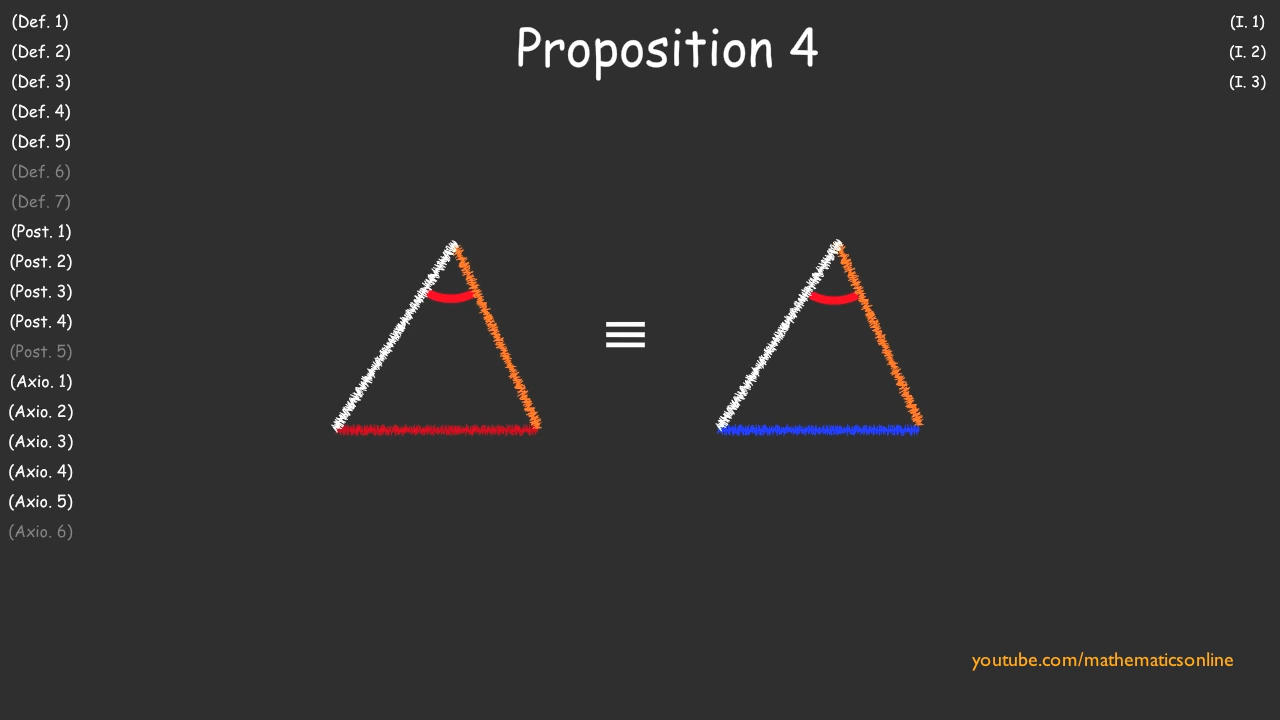 Proposition 4
(Def. 1)
(Def. 2)
(Def. 3)
(Def. 4)
(Def. 5)
(Def. 6)
(Def. 7)
(Post. 1)
(Post. 2)
(Post. 3)
(Post. 4)
(Post. 5)
(Axio. 1)
(Axio. 2)
(Axio. 3)
(Axio. 4)
(Axio. 5)
(Axio. 6)
(I. 1)
(I. 2)
(I. 3)
≡
youtube.com/mathematicsonline